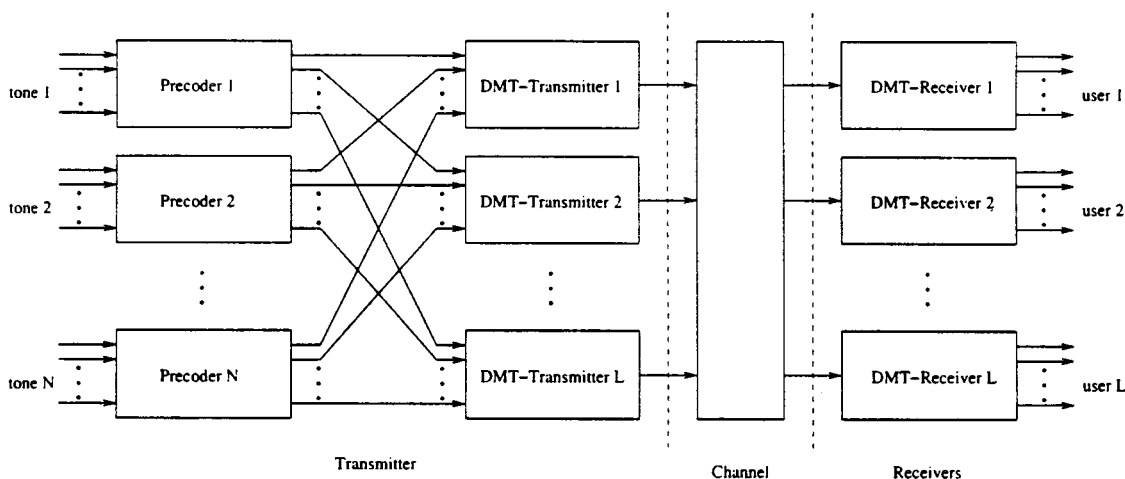 tone 1
Precoder 1
DMT-Transmitter 1
DMT-Receiver 1
user 1
tone 2
Precoder 2
DMT-Transmitter 2
DMT-Receiver 2
user 2
tone N
Precoder N
DMT-Transmitter L
DMT-Receiver L
user L
Transmitter
Channel
Receivers